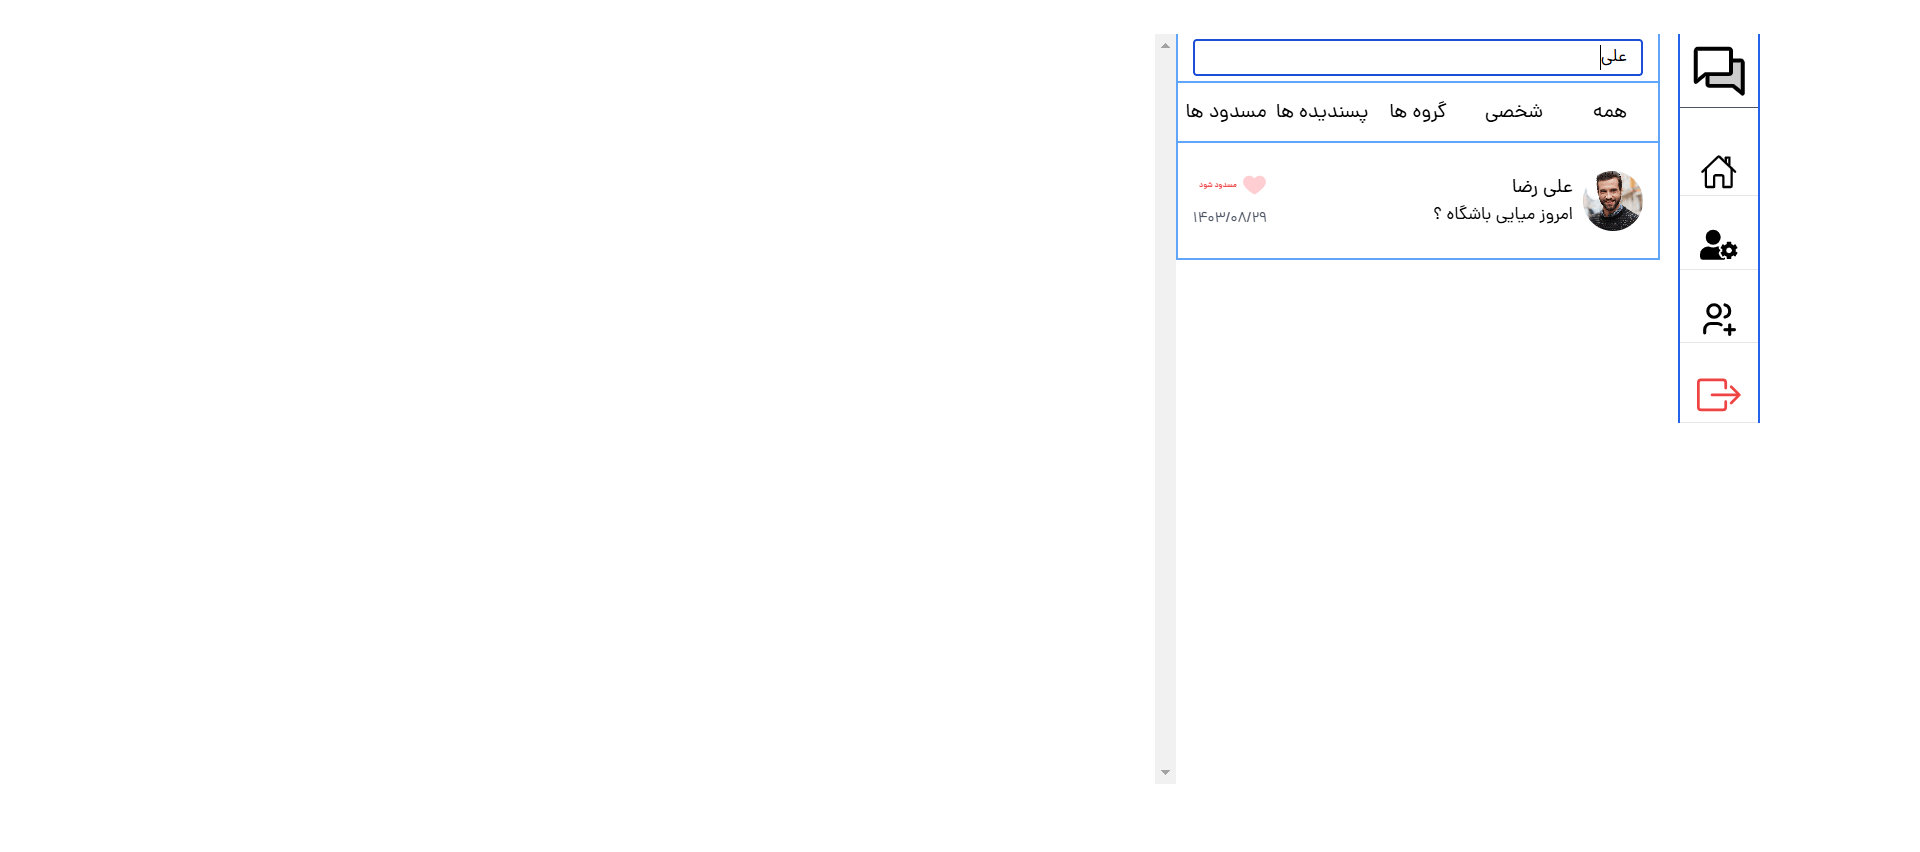 علی
همه شخصی گروه ها پسندیده ها مسدود ها
علی رضا
مسدود شود
امروز میایی باشگاه ؟
۱۴۰۳/۰۸/۲۹